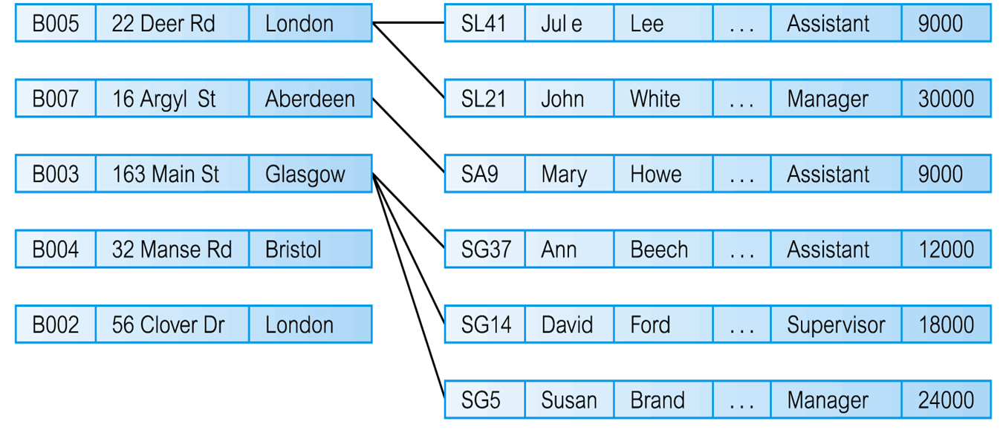 B005 22 Deer Rd London SL41 Jul e Lee ... Assistant 9000
B007 16 Argyl St Aberdeen SL21 John White ... Manager 30000
B003 163 Main St Glasgow SA9 Mary Howe ... Assistant 9000
B004 32 Manse Rd Bristol SG37 Ann Beech ... Assistant 12000
B002 56 Clover Dr London SG14 David Ford ... Supervisor 18000
SG5 Susan Brand ... Manager 24000